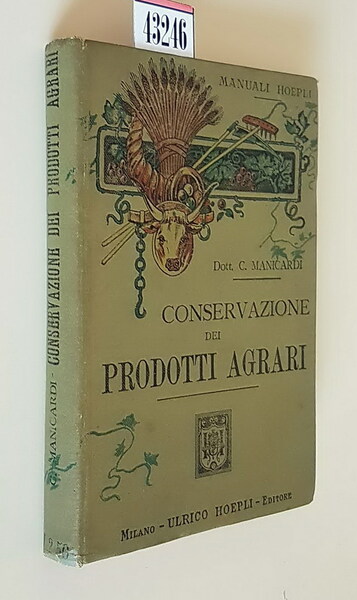 43246
MANUALI HOEPLI
Dott. C. MANICARDI
CONSERVAZIONE
DEI
PRODOTTI AGRARI
MILANO - ULRICO HOEPLI - EDITORE
MANICARDI - CONSERVAZIONE DEI PRODOTTI AGRARI